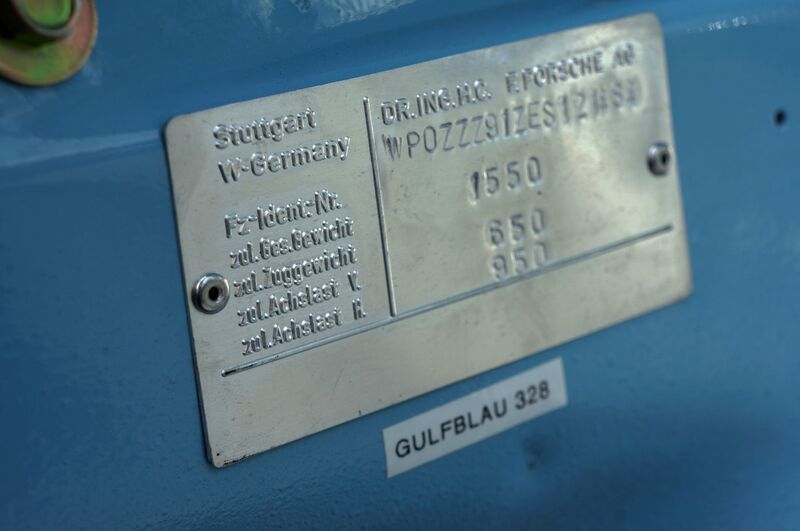 Stuttgart
W-Germany
DR.ING.H.C. F.PORSCHE AG
Fz-Ident.-Nr.
zul.Ges.Gewicht
1550
zul.Zuggewicht
zul.Achslast V.
650
zul.Achslast H.
950
GULFBLAU 328